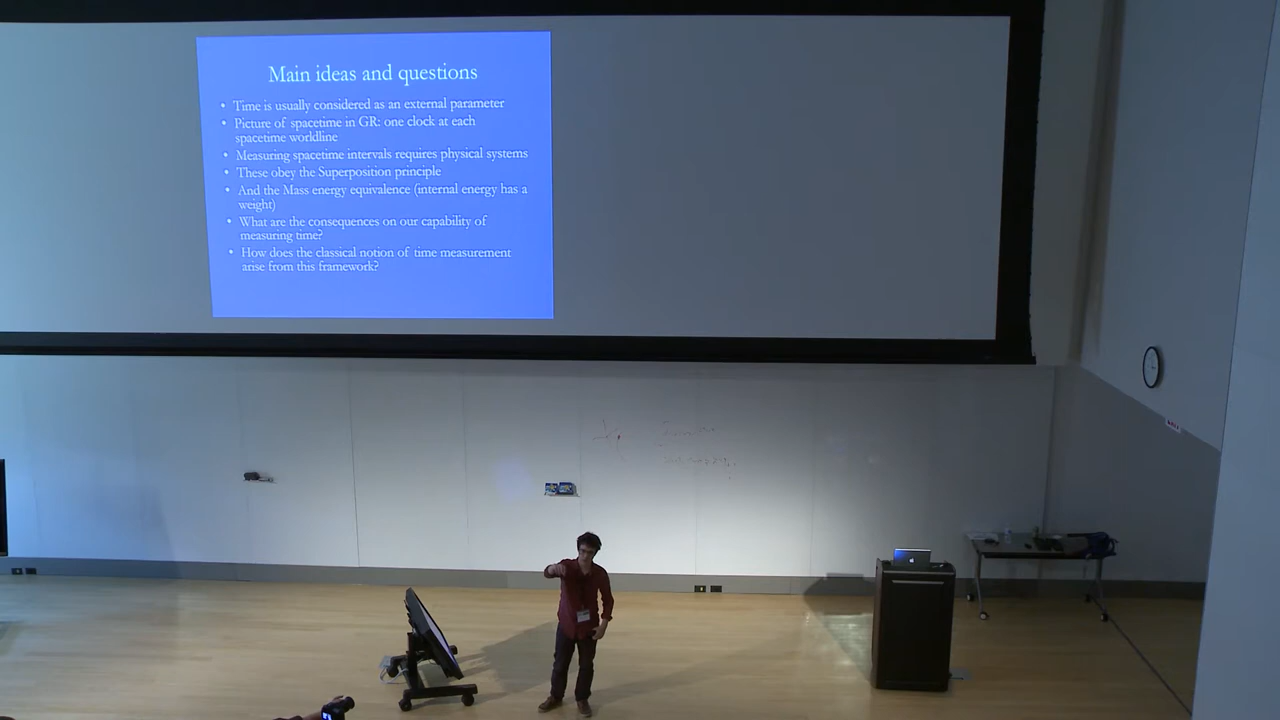 Main ideas and questions
• Time is usually considered as an external parameter
• Picture of spacetime in GR: one clock at each
spacetime worldline
• Measuring spacetime intervals requires physical systems
• These obey the Superposition principle
• And the Mass energy equivalence (internal energy has a
weight)
• What are the consequences on our capability of
measuring time?
• How does the classical notion of time measurement
arise from this framework?